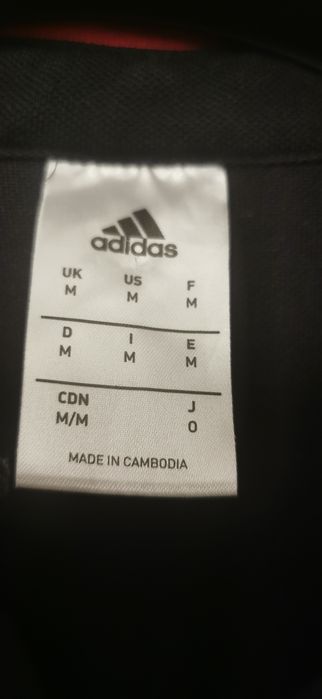 adidas
UK US F
M M M
D I E
M M M
CDN J
M/M O
MADE IN CAMBODIA